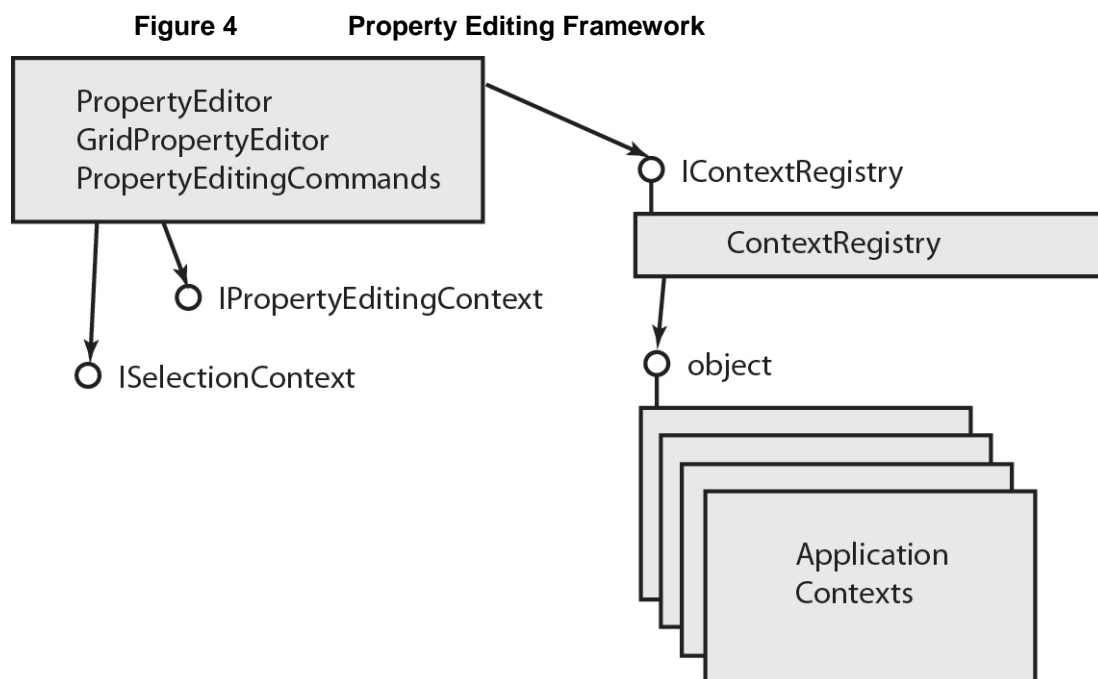 Figure 4 Property Editing Framework
PropertyEditor
GridPropertyEditor
PropertyEditingCommands
IContextRegistry
ContextRegistry
IPropertyEditingContext
ISelectionContext
object
Application
Contexts